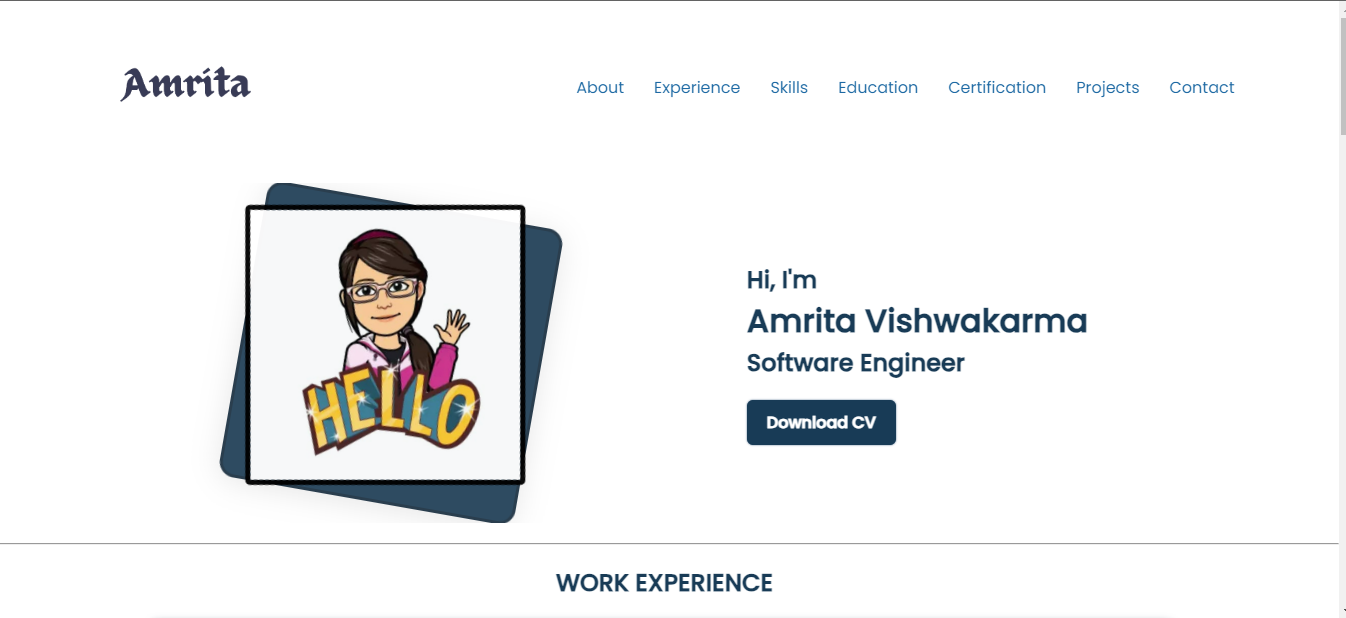 Amrita
About Experience Skills Education Certification Projects Contact
HELLO
Hi, I'm
Amrita Vishwakarma
Software Engineer
Download CV
WORK EXPERIENCE